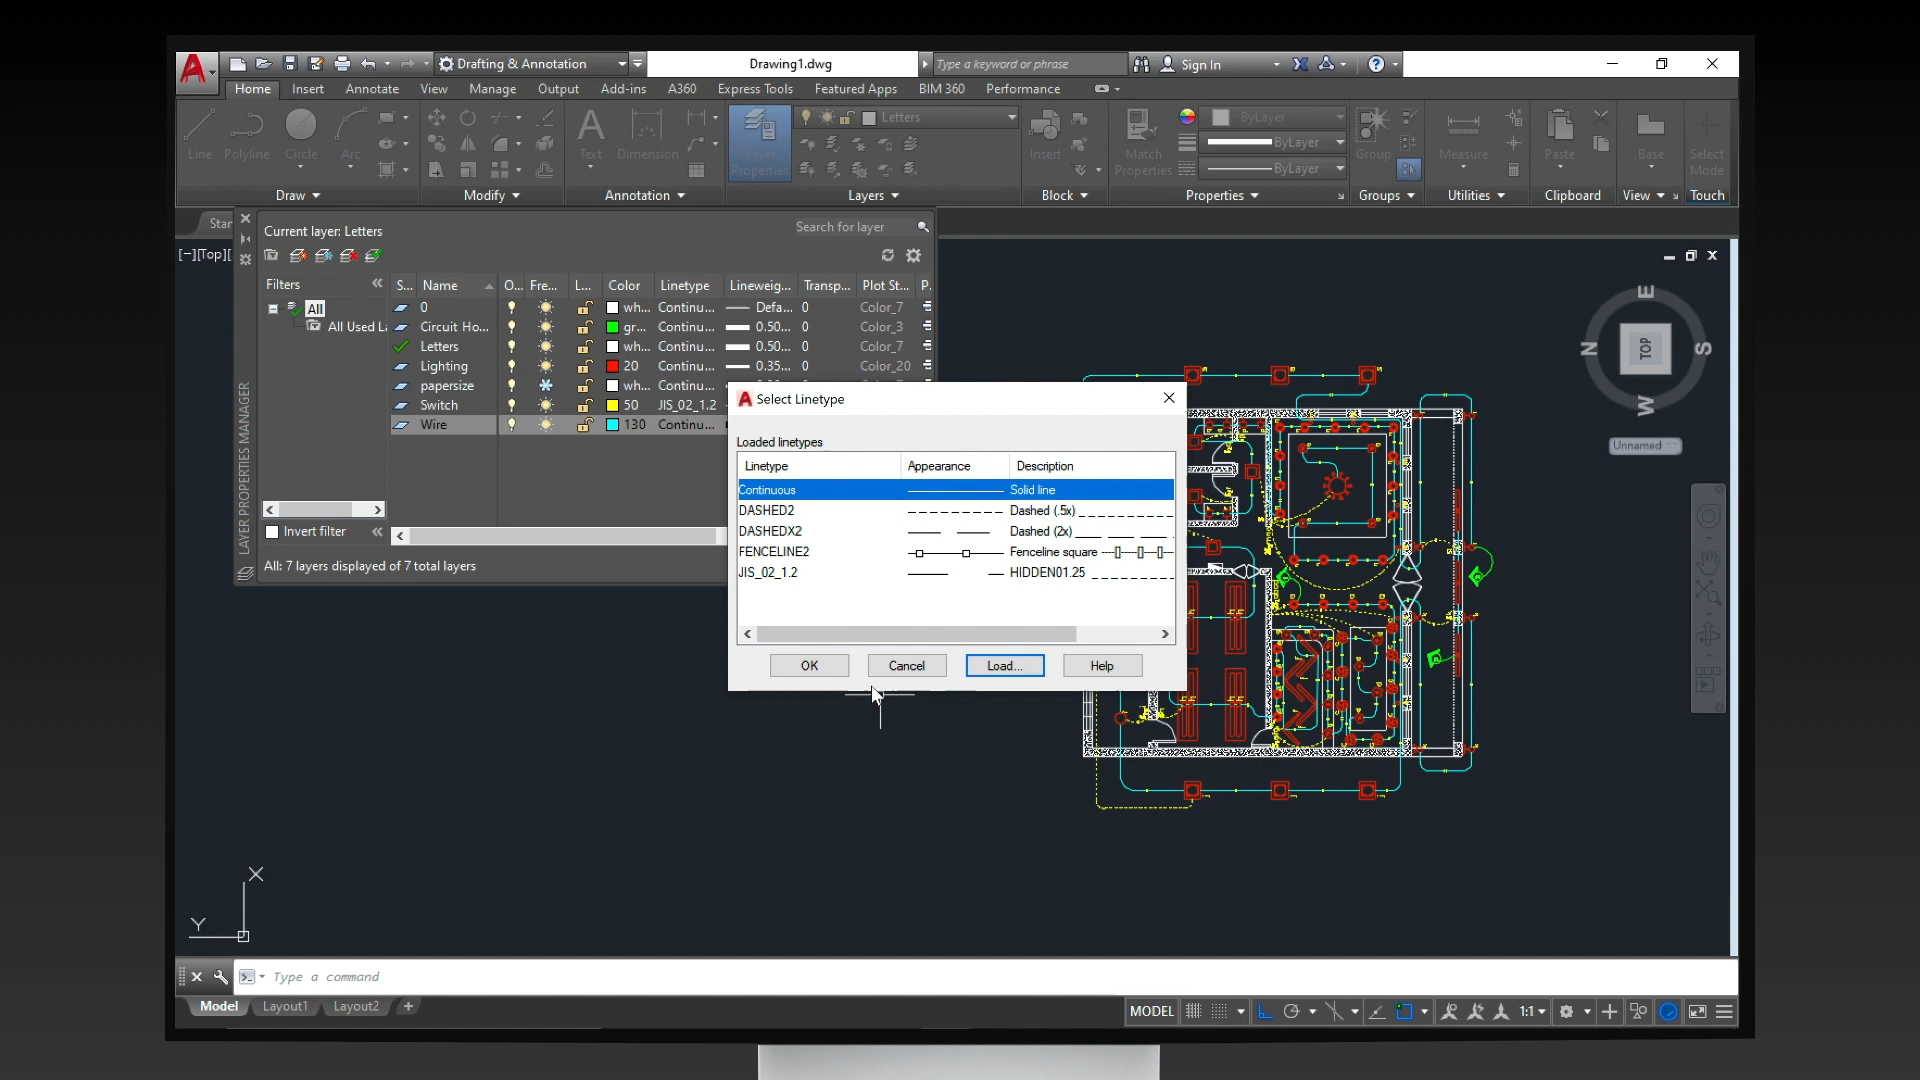 Drafting & Annotation
Drawing1.dwg
Type a keyword or phrase
Sign In
Home Insert Annotate View Manage Output Add-ins A360 Express Tools Featured Apps BIM 360 Performance
Letters
ByLayer
ByLayer
ByLayer
Line Polyline Circle Arc
Text Dimension
Layer Properties
Insert
Match Properties
Group
Measure
Paste
Base
Select Mode
Draw Modify Annotation Layers Block Properties Groups Utilities Clipboard View Touch
Star
[−][Top][
Current layer: Letters
Search for layer
Filters
All
All Used La
S... Name O... Fre... L... Color Linetype Lineweig... Transp... Plot St... P.
0 wh... Continu... Defa... 0 Color_7
Circuit Ho... gr... Continu... 0.50... 0 Color_3
Letters wh... Continu... 0.50... 0 Color_7
Lighting 20 Continu... 0.35... 0 Color_20
papersize wh... Continu...
Switch 50 JIS_02_1.2
Wire 130 Continu...
Invert filter
All: 7 layers displayed of 7 total layers
LAYER PROPERTIES MANAGER
Select Linetype
Loaded linetypes
Linetype Appearance Description
Continuous Solid line
DASHED2 Dashed (.5x)
DASHEDX2 Dashed (2x)
FENCELINE2 Fenceline square
JIS_02_1.2 HIDDEN01.25
OK Cancel Load... Help
E
N TOP S
W
Unnamed
X
Y
Type a command
Model Layout1 Layout2 +
MODEL 1:1